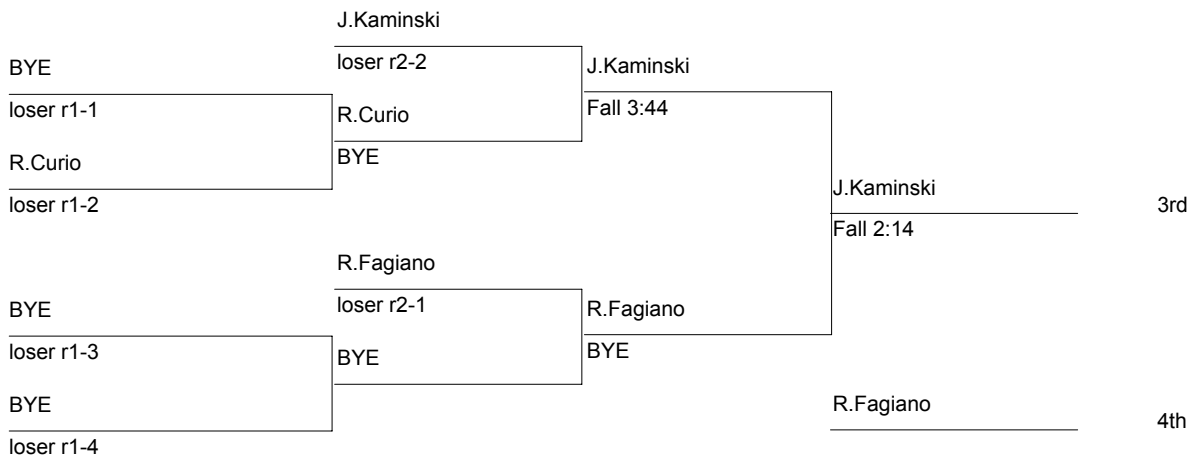 J.Kaminski
BYE
loser r2-2
J.Kaminski
loser r1-1
R.Curio
Fall 3:44
R.Curio
BYE
loser r1-2
J.Kaminski
3rd
Fall 2:14
R.Fagiano
BYE
loser r2-1
R.Fagiano
loser r1-3
BYE
BYE
BYE
R.Fagiano
4th
loser r1-4